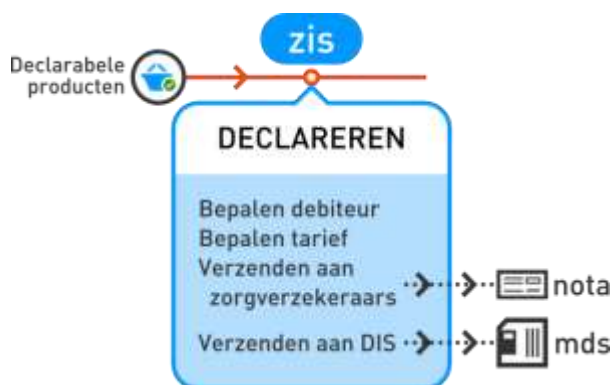 zis
Declarabele
producten
DECLAREREN
Bepalen debiteur
Bepalen tarief
Verzenden aan
zorgverzekeraars
nota
Verzenden aan DIS
mds